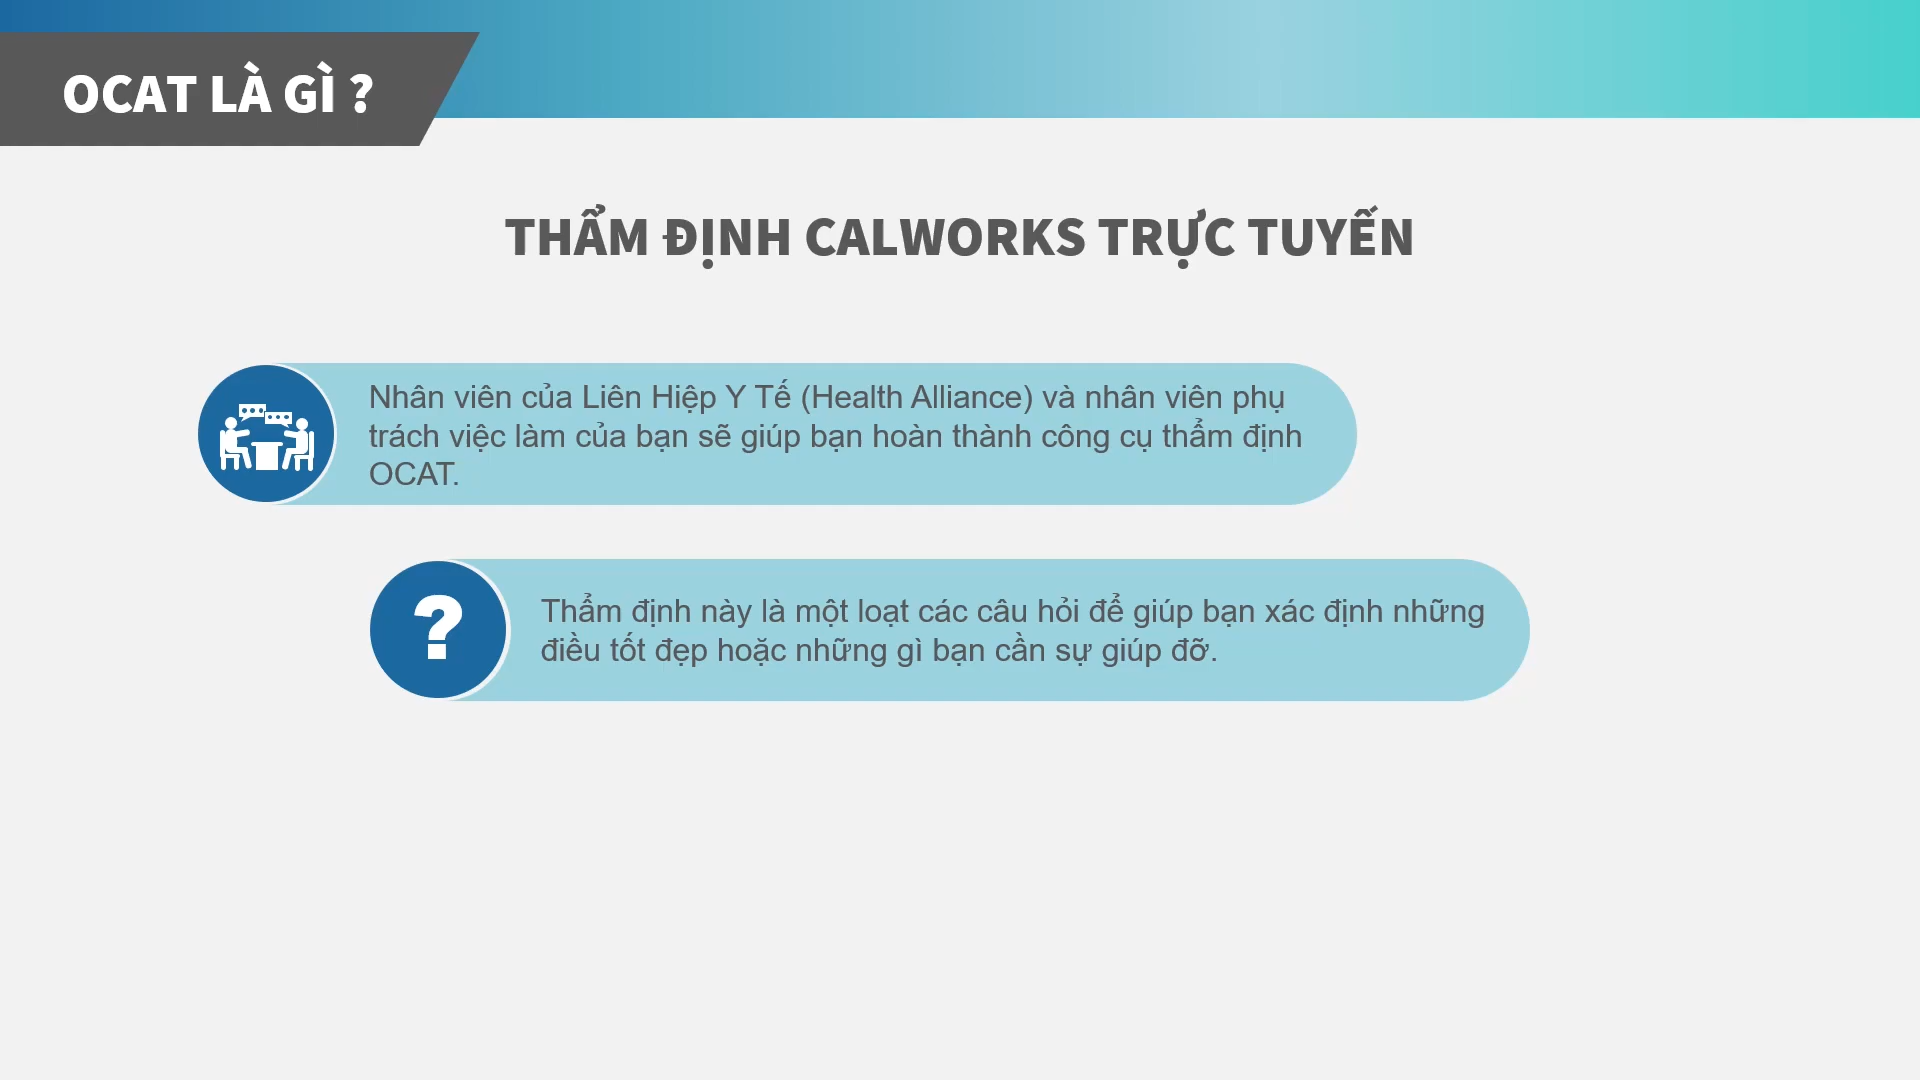 OCAT LÀ GÌ ?
THẨM ĐỊNH CALWORKS TRỰC TUYẾN
Nhân viên của Liên Hiệp Y Tế (Health Alliance) và nhân viên phụ
trách việc làm của bạn sẽ giúp bạn hoàn thành công cụ thẩm định
OCAT.
?
Thẩm định này là một loạt các câu hỏi để giúp bạn xác định những
điều tốt đẹp hoặc những gì bạn cần sự giúp đỡ.